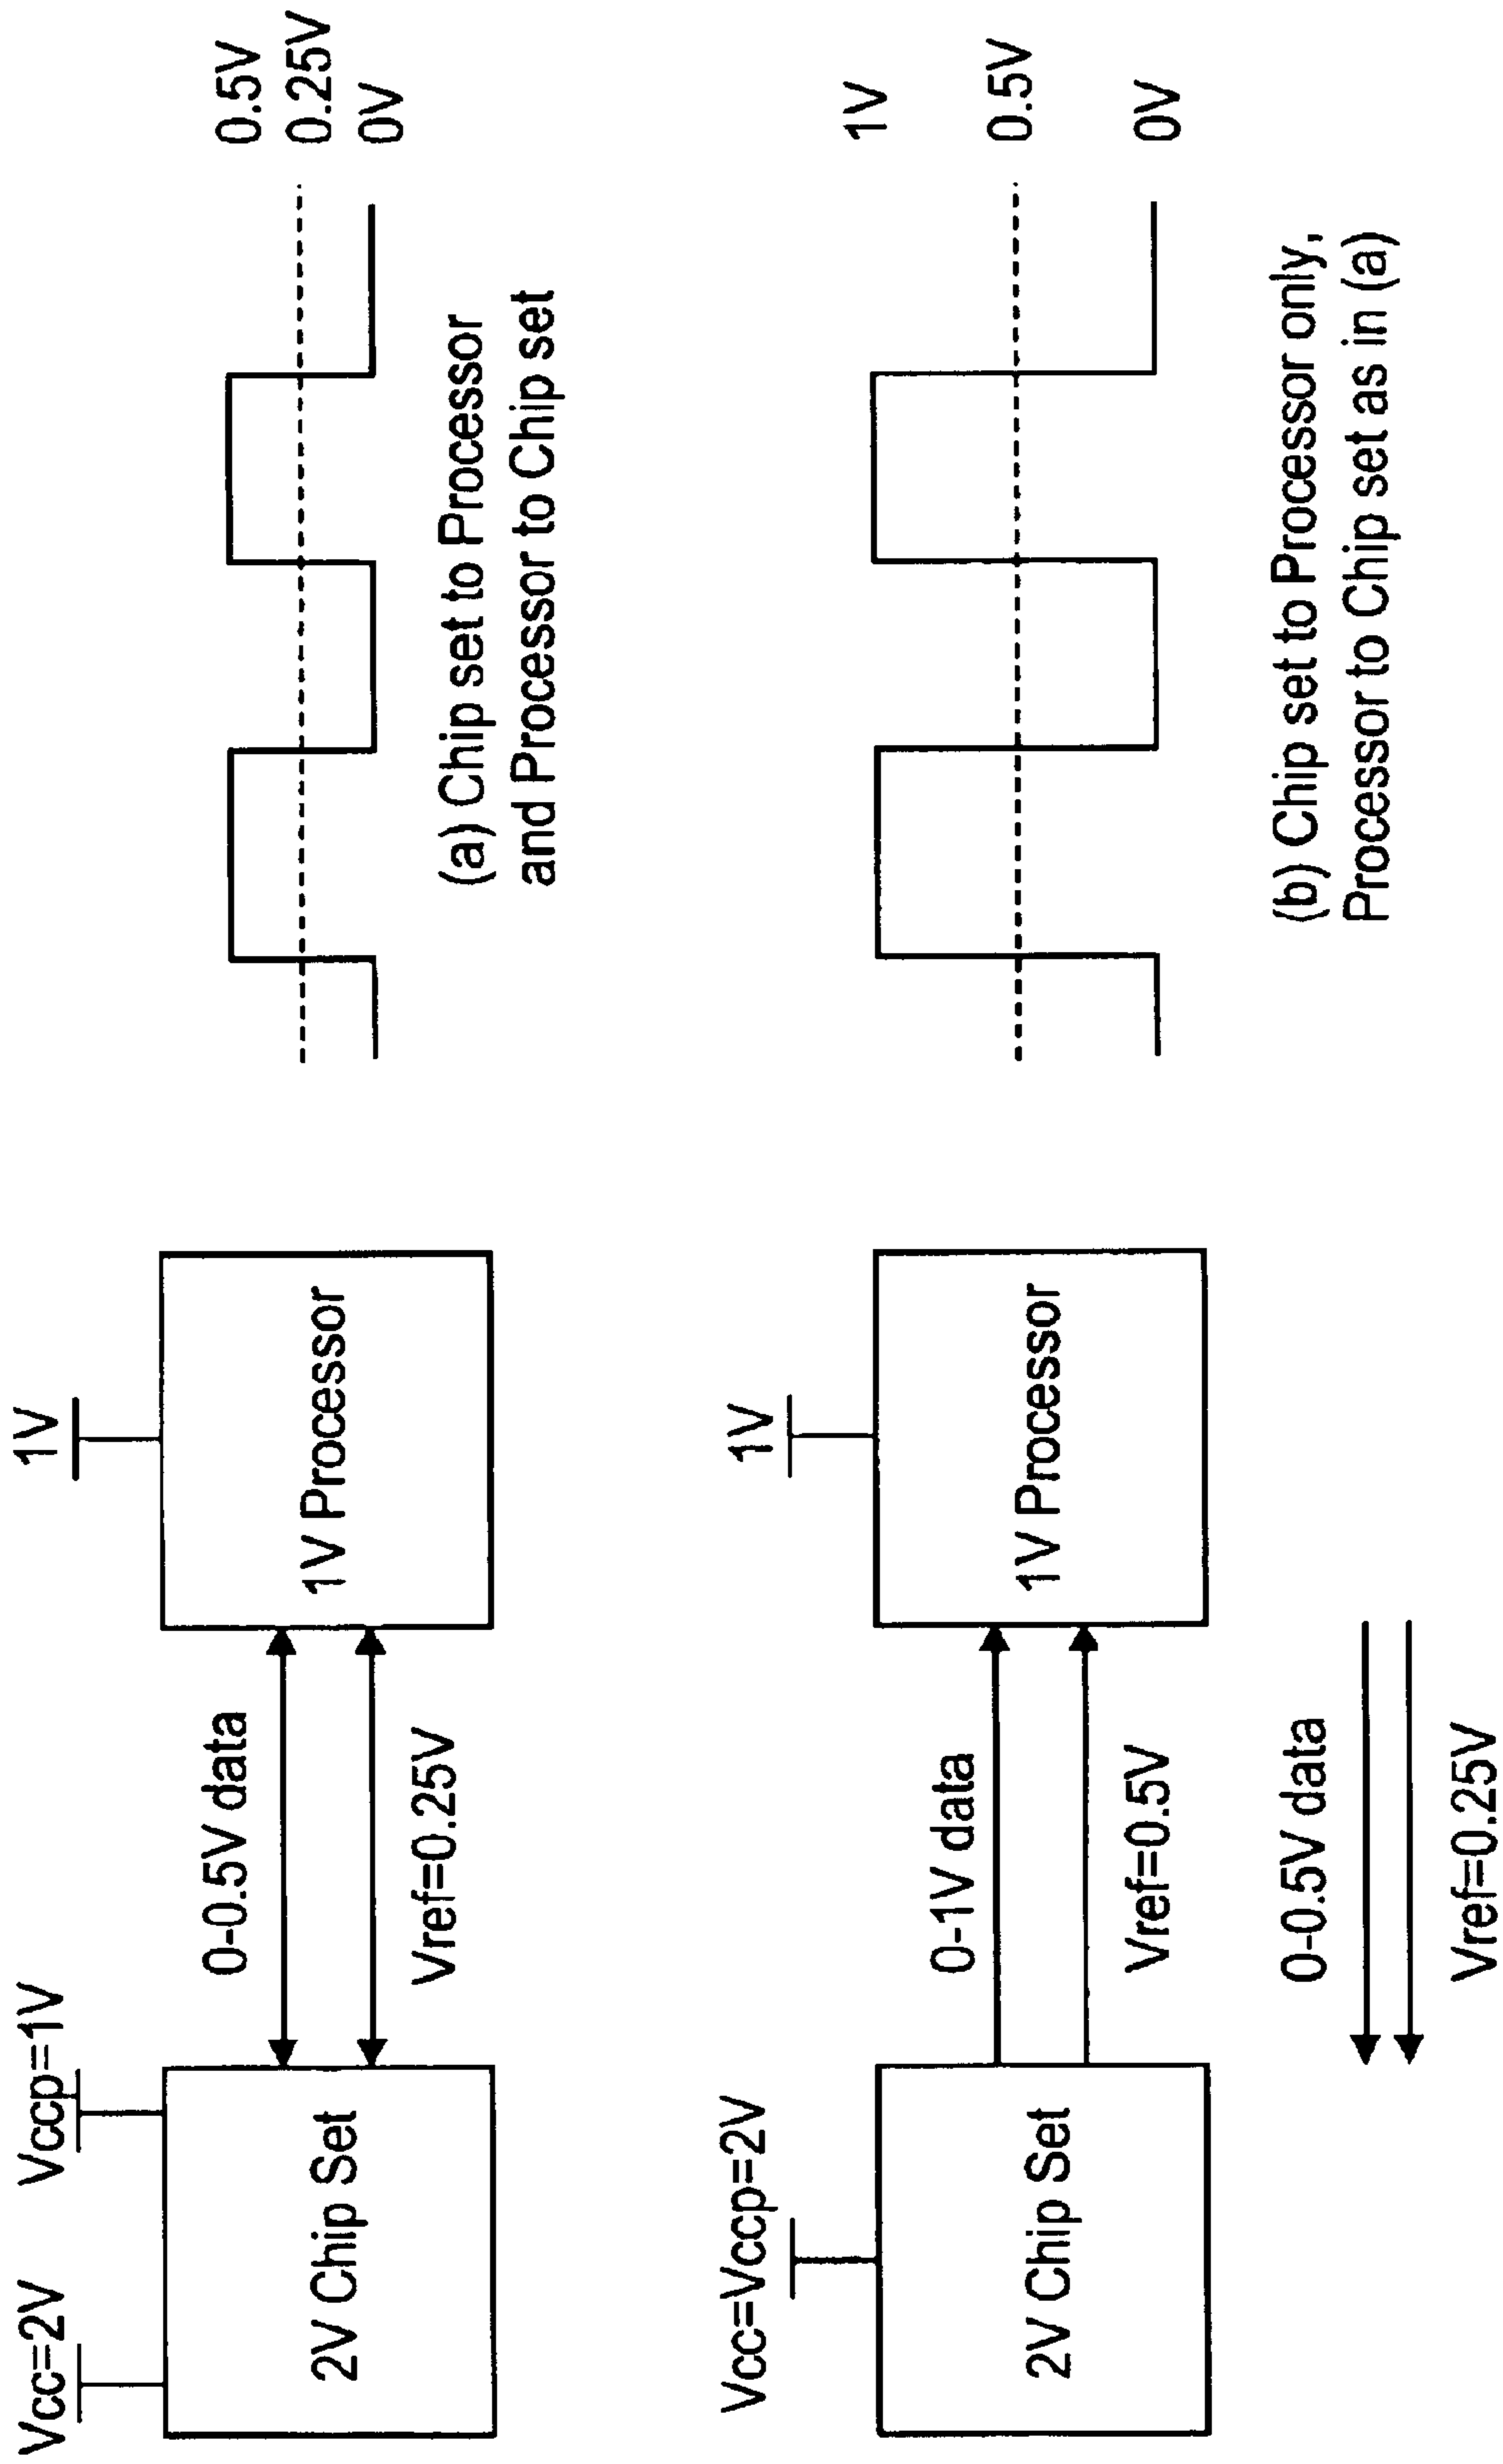 Vcc=2V
Vccp=1V
1V
2V Chip Set
0-0.5V data
Vref=0.25V
1V Processor
0.5V
0.25V
0V
(a) Chip set to Processor
and Processor to Chip set
Vcc=Vccp=2V
1V
2V Chip Set
0-1V data
Vref=0.5V
1V Processor
0-0.5V data
Vref=0.25V
1V
0.5V
0V
(b) Chip set to Processor only,
Processor to Chip set as in (a)